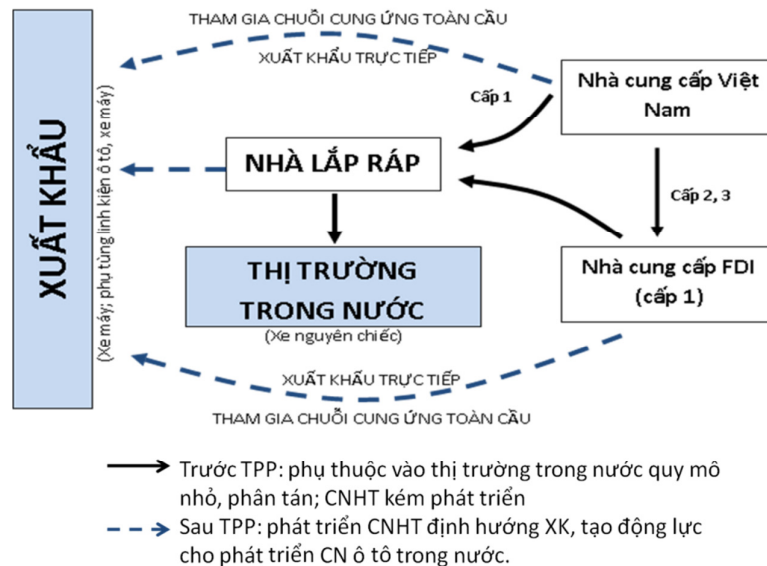 THAM GIA CHUỖI CUNG ỨNG TOÀN CẦU
XUẤT KHẨU TRỰC TIẾP
XUẤT KHẨU
(Xe máy; phụ tùng linh kiện ô tô, xe máy)
Cấp 1
Nhà cung cấp Việt
Nam
NHÀ LẮP RÁP
Cấp 2, 3
THỊ TRƯỜNG
TRONG NƯỚC
(Xe nguyên chiếc)
Nhà cung cấp FDI
(cấp 1)
XUẤT KHẨU TRỰC TIẾP
THAM GIA CHUỖI CUNG ỨNG TOÀN CẦU
Trước TPP: phụ thuộc vào thị trường trong nước quy mô
nhỏ, phân tán; CNHT kém phát triển
Sau TPP: phát triển CNHT định hướng XK, tạo động lực
cho phát triển CN ô tô trong nước.